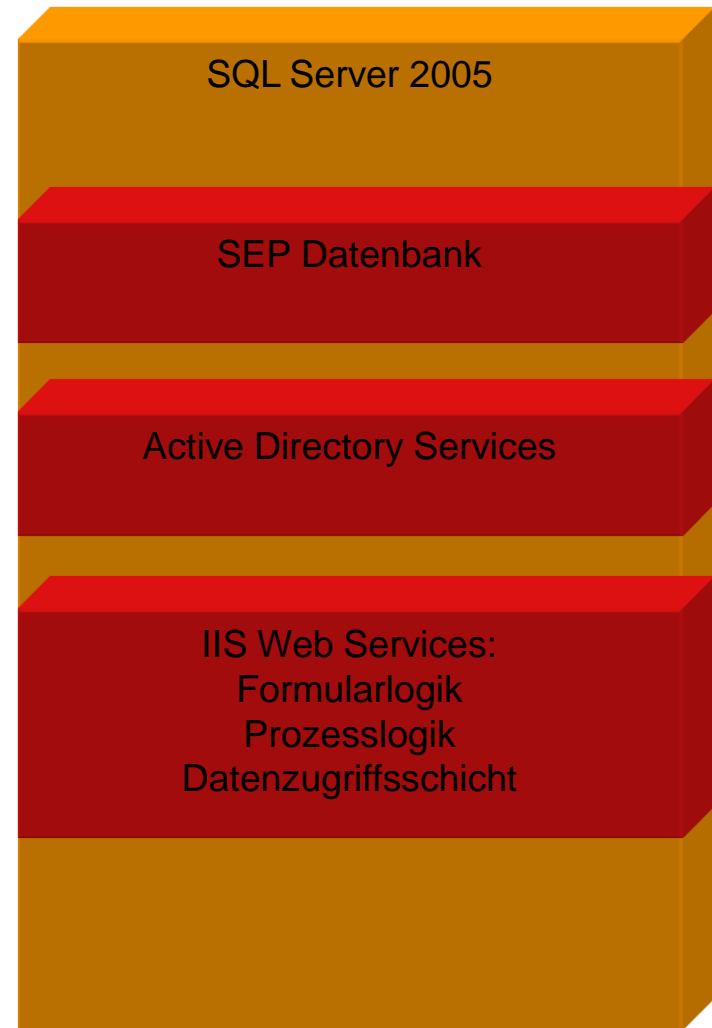 SQL Server 2005
SEP Datenbank
Active Directory Services
IIS Web Services:
Formularlogik
Prozesslogik
Datenzugriffsschicht